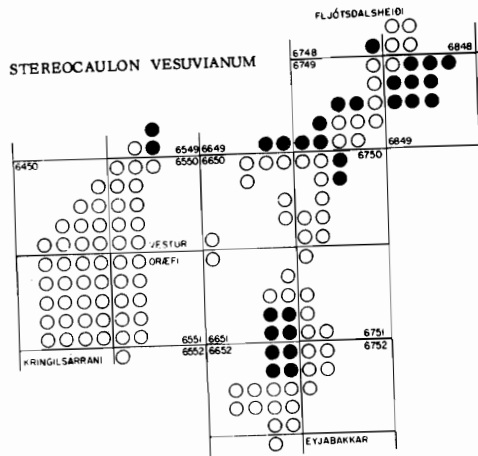 FLJÓTSDALSHEIÐI
6748 6848
6749
STEREOCAULON VESUVIANUM
6549 6649 6849
6450 6550 6650 6750
VESTUR
ORÆFI
6551 6651 6751
KRINGILSÁRRANI 6552 6652 6752
EYJABAKKAR